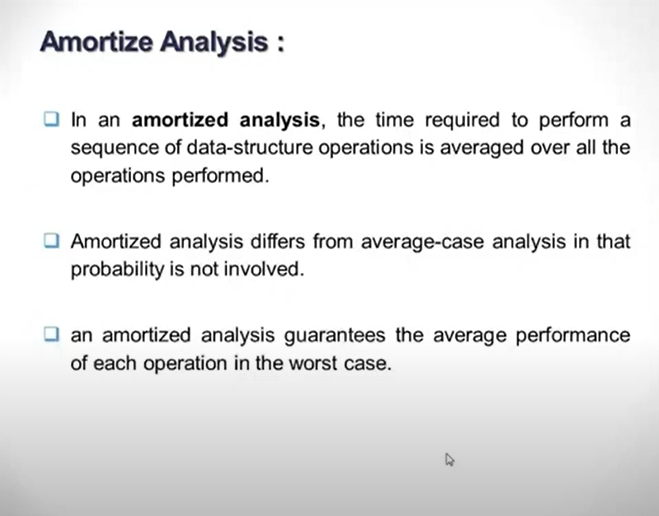 Amortize Analysis :
In an amortized analysis, the time required to perform a
sequence of data-structure operations is averaged over all the
operations performed.
Amortized analysis differs from average-case analysis in that
probability is not involved.
an amortized analysis guarantees the average performance
of each operation in the worst case.